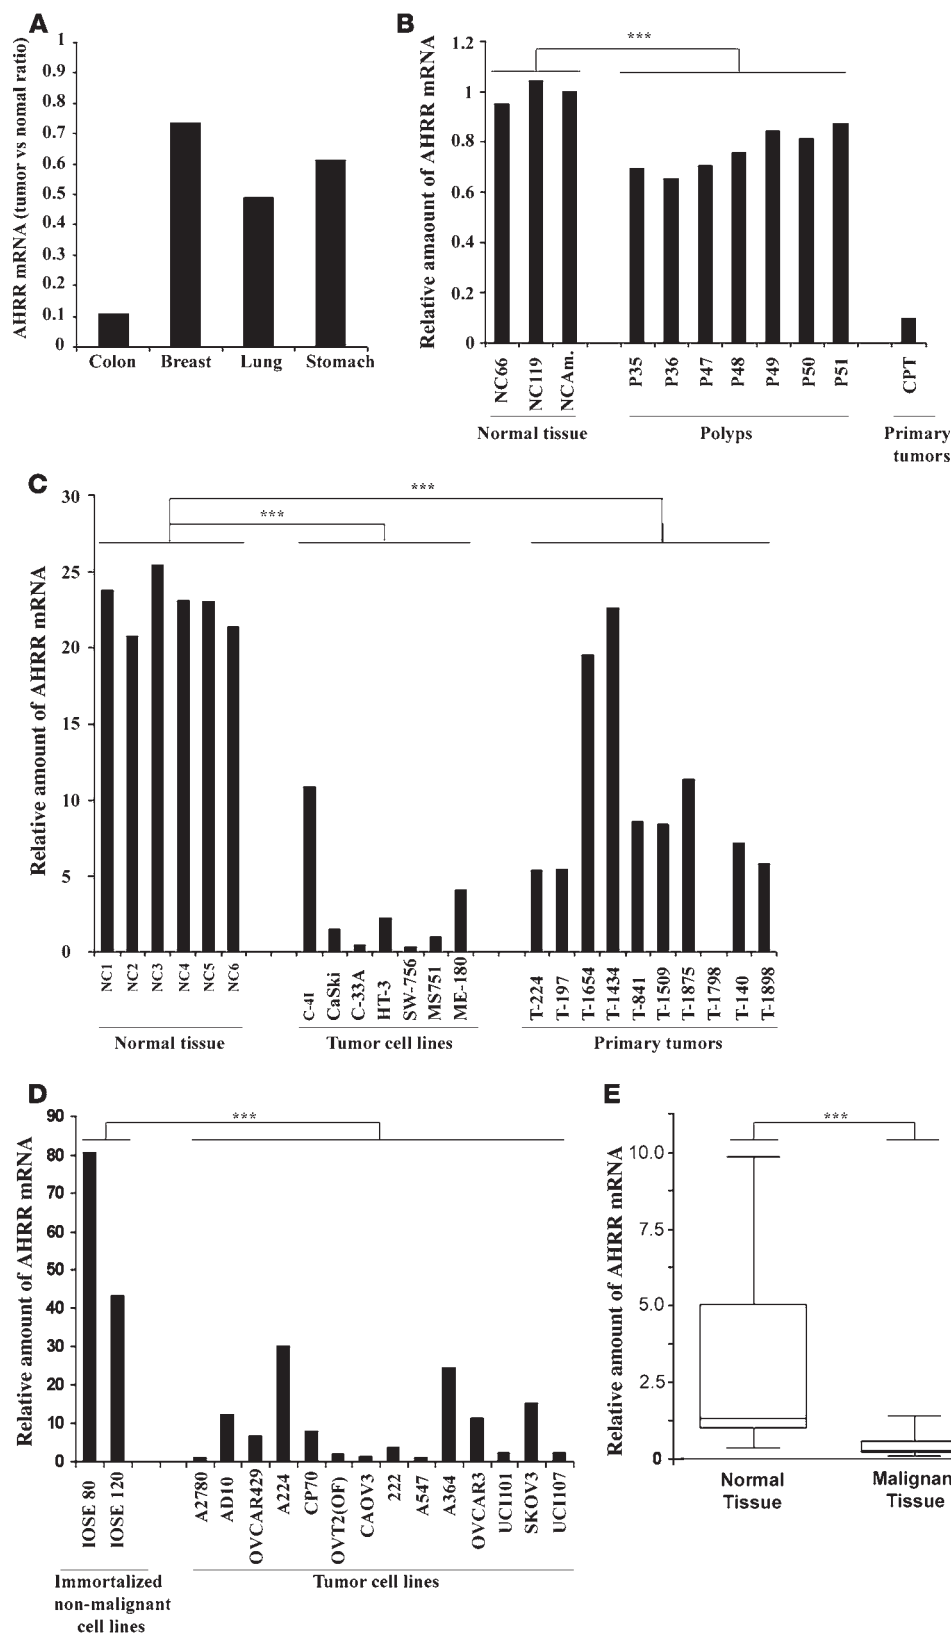 A
AHRR mRNA (tumor vs nomal ratio)
1
0.9
0.8
0.7
0.6
0.5
0.4
0.3
0.2
0.1
0
Colon Breast Lung Stomach
B
Relative amaount of AHRR mRNA
1.2
1
0.8
0.6
0.4
0.2
0
***
NC66 NC119 NCAm. P35 P36 P47 P48 P49 P50 P51 CPT
Normal tissue Polyps Primary
tumors
C
Relative amount of AHRR mRNA
30
25
20
15
10
5
0
***
***
NC1 NC2 NC3 NC4 NC5 NC6 C-4I CaSki C-33A HT-3 SW-756 MS751 ME-180 T-224 T-197 T-1654 T-1434 T-841 T-1509 T-1875 T-1798 T-140 T-1898
Normal tissue Tumor cell lines Primary tumors
D
Relative amount of AHRR mRNA
90
80
70
60
50
40
30
20
10
0
***
IOSE 80 IOSE 120 A2780 AD10 OVCAR429 A224 CP70 OVT2(OF) CAOV3 222 A547 A364 OVCAR3 UCI101 SKOV3 UCI107
Immortalized
non-malignant
cell lines
Tumor cell lines
E
Relative amount of AHRR mRNA
10.0
7.5
5.0
2.5
0
***
Normal
Tissue
Malignan
Tissue